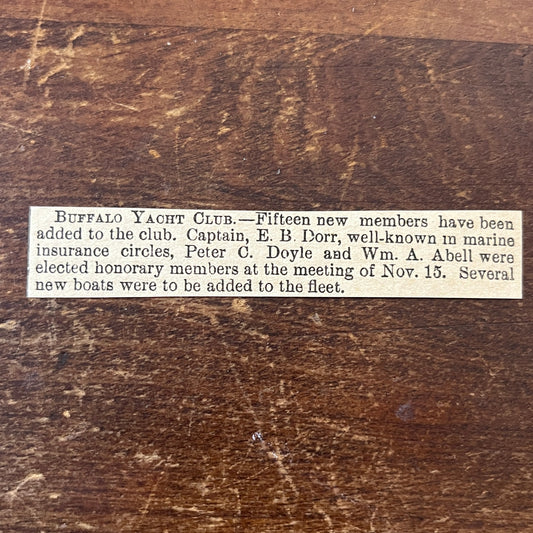 BUFFALO YACHT CLUB.—Fifteen new members have been
added to the club. Captain, E. B. Dorr, well-known in marine
insurance circles, Peter C. Doyle and Wm. A. Abell were
elected honorary members at the meeting of Nov. 15. Several
new boats were to be added to the fleet.